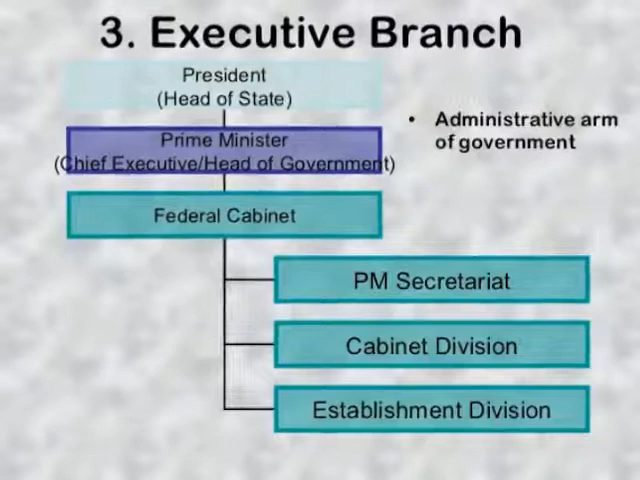 3. Executive Branch
President
(Head of State)
Prime Minister
(Chief Executive/Head of Government)
Federal Cabinet
PM Secretariat
Cabinet Division
Establishment Division
• Administrative arm
of government